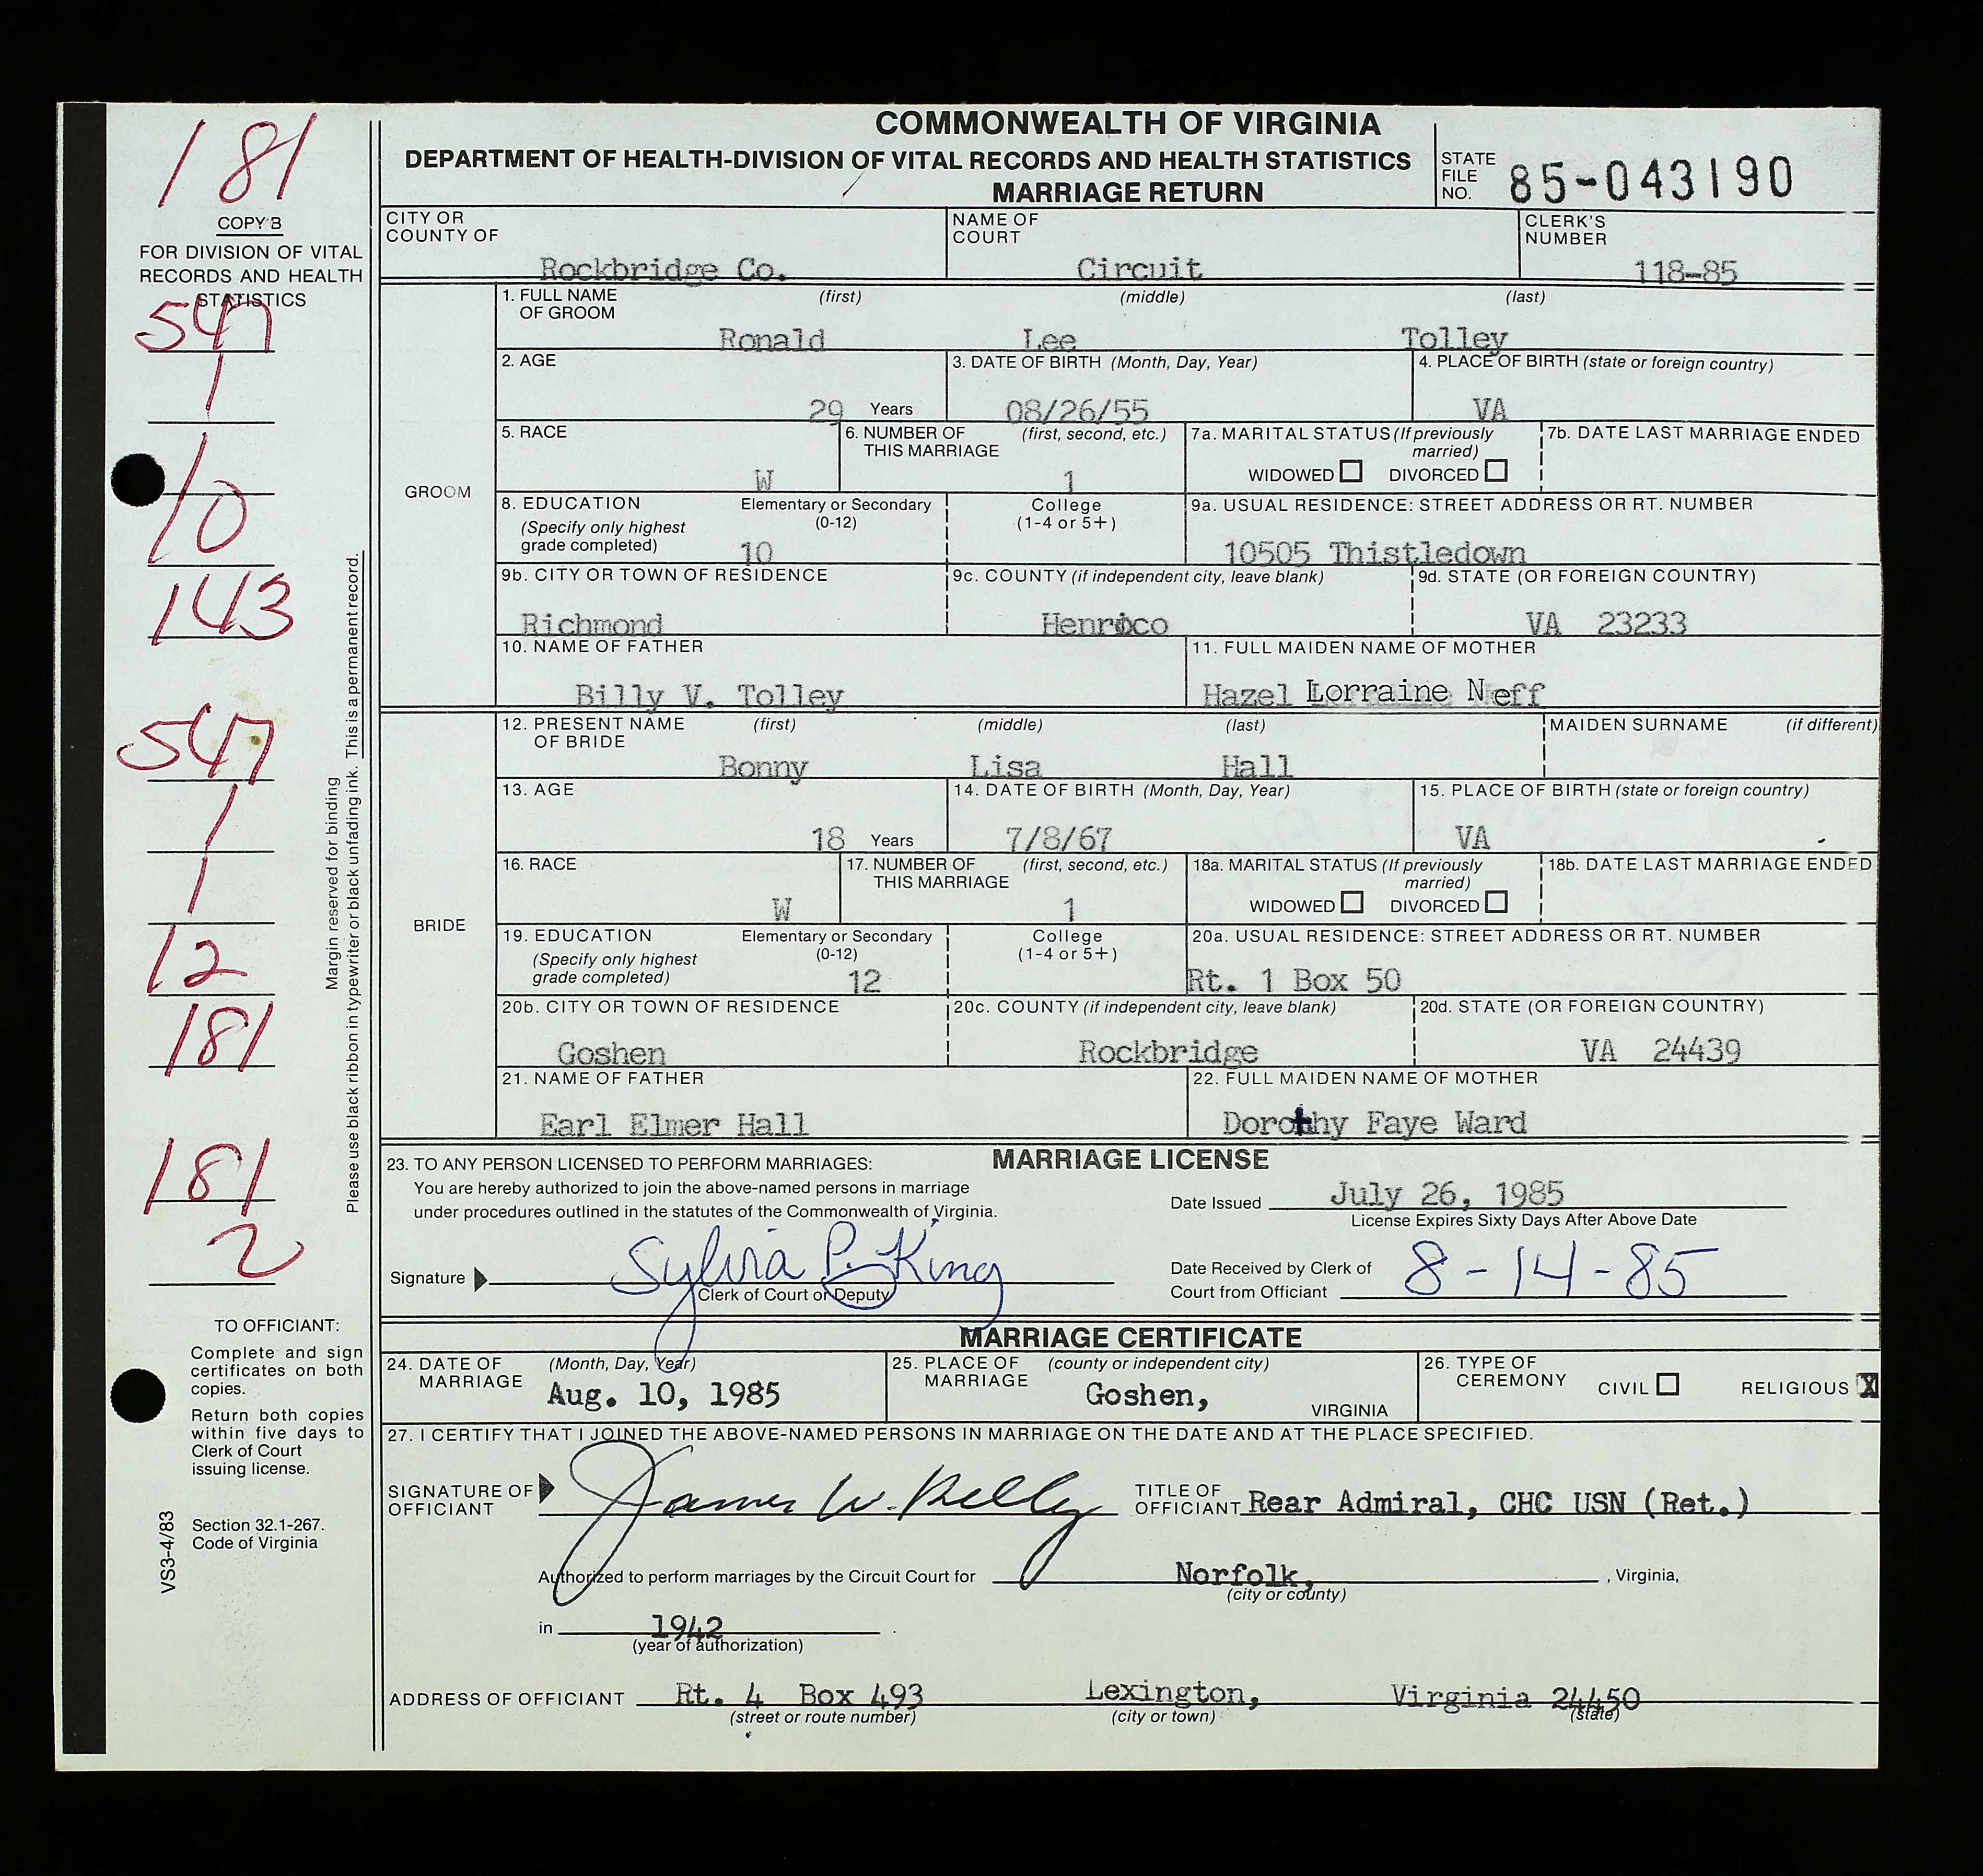 COMMONWEALTH OF VIRGINIA
DEPARTMENT OF HEALTH-DIVISION OF VITAL RECORDS AND HEALTH STATISTICS
MARRIAGE RETURN
STATE FILE NO. 85-043190
181
COPY B
FOR DIVISION OF VITAL
RECORDS AND HEALTH
STATISTICS
547
1
10
143
547
1
1
12
181
181
2
Margin reserved for binding
Please use black ribbon in typewriter or black unfading ink. This is a permanent record.
TO OFFICIANT:
Complete and sign
certificates on both
copies.
Return both copies
within five days to
Clerk of Court
issuing license.
Section 32.1-267.
Code of Virginia
VS3-4/83
CITY OR COUNTY OF Rockbridge Co.
NAME OF COURT Circuit
CLERK'S NUMBER 118-85
GROOM
1. FULL NAME OF GROOM (first) (middle) (last)
Ronald Lee Tolley
2. AGE 29 Years
3. DATE OF BIRTH (Month, Day, Year) 08/26/55
4. PLACE OF BIRTH (state or foreign country) VA
5. RACE W
6. NUMBER OF THIS MARRIAGE (first, second, etc.) 1
7a. MARITAL STATUS (If previously married) WIDOWED DIVORCED
7b. DATE LAST MARRIAGE ENDED
8. EDUCATION (Specify only highest grade completed) Elementary or Secondary (0-12) 10
College (1-4 or 5+)
9a. USUAL RESIDENCE: STREET ADDRESS OR RT. NUMBER
10505 Thistledown
9b. CITY OR TOWN OF RESIDENCE Richmond
9c. COUNTY (if independent city, leave blank) Henrico
9d. STATE (OR FOREIGN COUNTRY) VA 23233
10. NAME OF FATHER Billy V. Tolley
11. FULL MAIDEN NAME OF MOTHER Hazel Lorraine Neff
BRIDE
12. PRESENT NAME OF BRIDE (first) (middle) (last) MAIDEN SURNAME (if different)
Bonny Lisa Hall
13. AGE 18 Years
14. DATE OF BIRTH (Month, Day, Year) 7/8/67
15. PLACE OF BIRTH (state or foreign country) VA
16. RACE W
17. NUMBER OF THIS MARRIAGE (first, second, etc.) 1
18a. MARITAL STATUS (If previously married) WIDOWED DIVORCED
18b. DATE LAST MARRIAGE ENDED
19. EDUCATION (Specify only highest grade completed) Elementary or Secondary (0-12) 12
College (1-4 or 5+)
20a. USUAL RESIDENCE: STREET ADDRESS OR RT. NUMBER
Rt. 1 Box 50
20b. CITY OR TOWN OF RESIDENCE Goshen
20c. COUNTY (if independent city, leave blank) Rockbridge
20d. STATE (OR FOREIGN COUNTRY) VA 24439
21. NAME OF FATHER Earl Elmer Hall
22. FULL MAIDEN NAME OF MOTHER Dorothy Faye Ward
MARRIAGE LICENSE
23. TO ANY PERSON LICENSED TO PERFORM MARRIAGES:
You are hereby authorized to join the above-named persons in marriage
under procedures outlined in the statutes of the Commonwealth of Virginia.
Date Issued July 26, 1985
License Expires Sixty Days After Above Date
Signature Sylvia P. King
Clerk of Court or Deputy
Date Received by Clerk of
Court from Officiant 8-14-85
MARRIAGE CERTIFICATE
24. DATE OF MARRIAGE (Month, Day, Year) Aug. 10, 1985
25. PLACE OF MARRIAGE (county or independent city) Goshen, VIRGINIA
26. TYPE OF CEREMONY CIVIL RELIGIOUS X
27. I CERTIFY THAT I JOINED THE ABOVE-NAMED PERSONS IN MARRIAGE ON THE DATE AND AT THE PLACE SPECIFIED.
SIGNATURE OF OFFICIANT James W. Kelly
TITLE OF OFFICIANT Rear Admiral, CHC USN (Ret.)
Authorized to perform marriages by the Circuit Court for Norfolk, , Virginia,
(city or county)
in 1942 .
(year of authorization)
ADDRESS OF OFFICIANT Rt. 4 Box 493 Lexington, Virginia 24450
(street or route number) (city or town) (state)